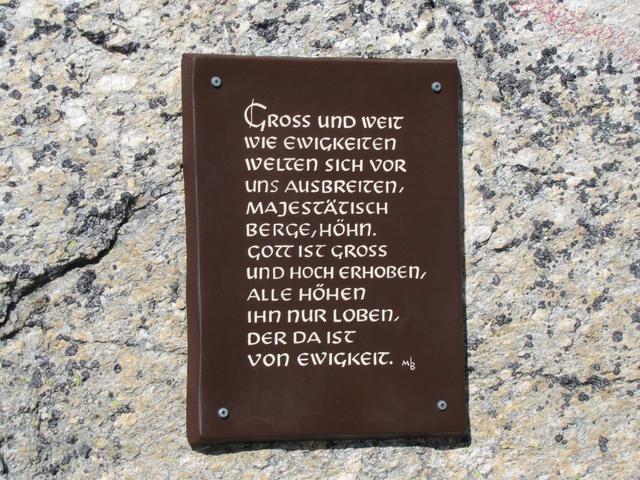 Gross und weit
wie Ewigkeiten
Welten sich vor
uns ausbreiten,
majestätisch
Berge, Höhn.
Gott ist gross
und hoch erhoben,
alle Höhen
ihn nur loben,
der da ist
von Ewigkeit. MLB